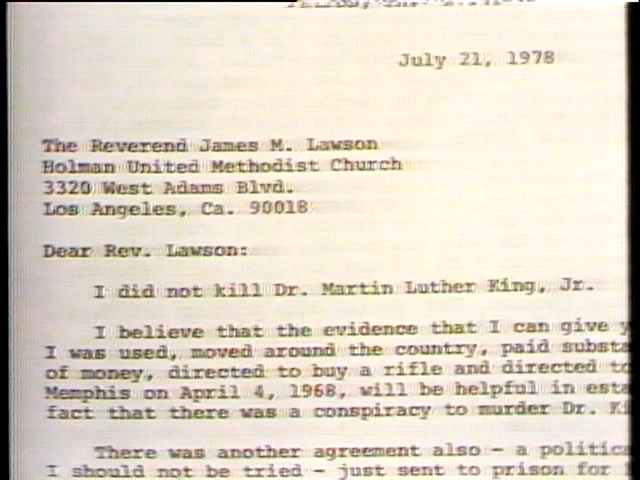 July 21, 1978
The Reverend James M. Lawson
Holman United Methodist Church
3320 West Adams Blvd.
Los Angeles, Ca. 90018
Dear Rev. Lawson:
I did not kill Dr. Martin Luther King, Jr.
I believe that the evidence that I can give
I was used, moved around the country, paid substa
of money, directed to buy a rifle and directed to
Memphis on April 4, 1968, will be helpful in esta
fact that there was a conspiracy to murder Dr. Ki
There was another agreement also - a politica
I should not be tried - just sent to prison for